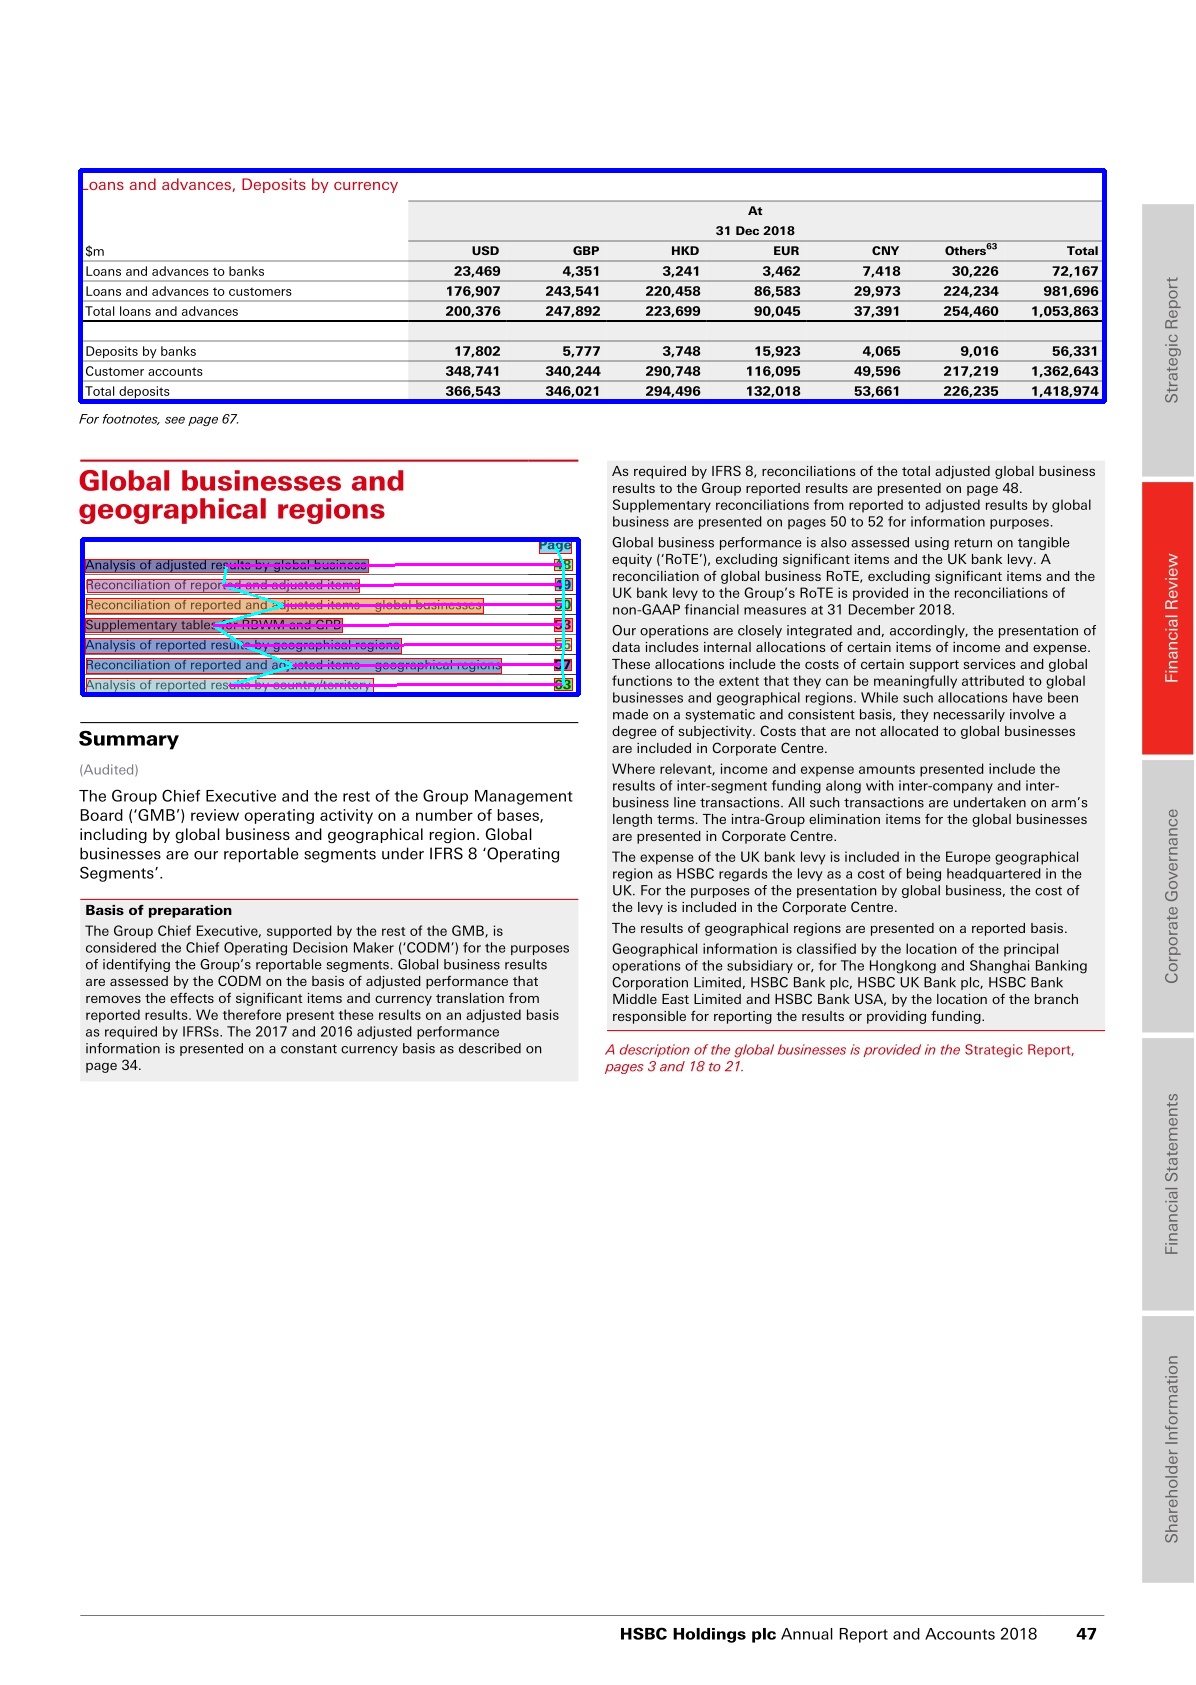 Loans and advances, Deposits by currency
At
31 Dec 2018
$m USD GBP HKD EUR CNY Others63 Total
Loans and advances to banks 23,469 4,351 3,241 3,462 7,418 30,226 72,167
Loans and advances to customers 176,907 243,541 220,458 86,583 29,973 224,234 981,696
Total loans and advances 200,376 247,892 223,699 90,045 37,391 254,460 1,053,863
Deposits by banks 17,802 5,777 3,748 15,923 4,065 9,016 56,331
Customer accounts 348,741 340,244 290,748 116,095 49,596 217,219 1,362,643
Total deposits 366,543 346,021 294,496 132,018 53,661 226,235 1,418,974
For footnotes, see page 67.
Global businesses and
geographical regions
Page
Analysis of adjusted results by global business
Reconciliation of reported and adjusted items
Reconciliation of reported and adjusted items – global businesses
Supplementary tables for RBWM and GPB 53
Analysis of reported results by geographical regions
Reconciliation of reported and adjusted items – geographical regions
Analysis of reported results by country/territory 63
Summary
(Audited)
The Group Chief Executive and the rest of the Group Management
Board (‘GMB’) review operating activity on a number of bases,
including by global business and geographical region. Global
businesses are our reportable segments under IFRS 8 ‘Operating
Segments’.
Basis of preparation
The Group Chief Executive, supported by the rest of the GMB, is
considered the Chief Operating Decision Maker (‘CODM’) for the purposes
of identifying the Group’s reportable segments. Global business results
are assessed by the CODM on the basis of adjusted performance that
removes the effects of significant items and currency translation from
reported results. We therefore present these results on an adjusted basis
as required by IFRSs. The 2017 and 2016 adjusted performance
information is presented on a constant currency basis as described on
page 34.
As required by IFRS 8, reconciliations of the total adjusted global business
results to the Group reported results are presented on page 48.
Supplementary reconciliations from reported to adjusted results by global
business are presented on pages 50 to 52 for information purposes.
Global business performance is also assessed using return on tangible
equity (‘RoTE’), excluding significant items and the UK bank levy. A
reconciliation of global business RoTE, excluding significant items and the
UK bank levy to the Group’s RoTE is provided in the reconciliations of
non-GAAP financial measures at 31 December 2018.
Our operations are closely integrated and, accordingly, the presentation of
data includes internal allocations of certain items of income and expense.
These allocations include the costs of certain support services and global
functions to the extent that they can be meaningfully attributed to global
businesses and geographical regions. While such allocations have been
made on a systematic and consistent basis, they necessarily involve a
degree of subjectivity. Costs that are not allocated to global businesses
are included in Corporate Centre.
Where relevant, income and expense amounts presented include the
results of inter-segment funding along with inter-company and inter-
business line transactions. All such transactions are undertaken on arm’s
length terms. The intra-Group elimination items for the global businesses
are presented in Corporate Centre.
The expense of the UK bank levy is included in the Europe geographical
region as HSBC regards the levy as a cost of being headquartered in the
UK. For the purposes of the presentation by global business, the cost of
the levy is included in the Corporate Centre.
The results of geographical regions are presented on a reported basis.
Geographical information is classified by the location of the principal
operations of the subsidiary or, for The Hongkong and Shanghai Banking
Corporation Limited, HSBC Bank plc, HSBC UK Bank plc, HSBC Bank
Middle East Limited and HSBC Bank USA, by the location of the branch
responsible for reporting the results or providing funding.
A description of the global businesses is provided in the Strategic Report,
pages 3 and 18 to 21.
Strategic Report
Financial Review
Corporate Governance
Financial Statements
Shareholder Information
HSBC Holdings plc Annual Report and Accounts 2018 47